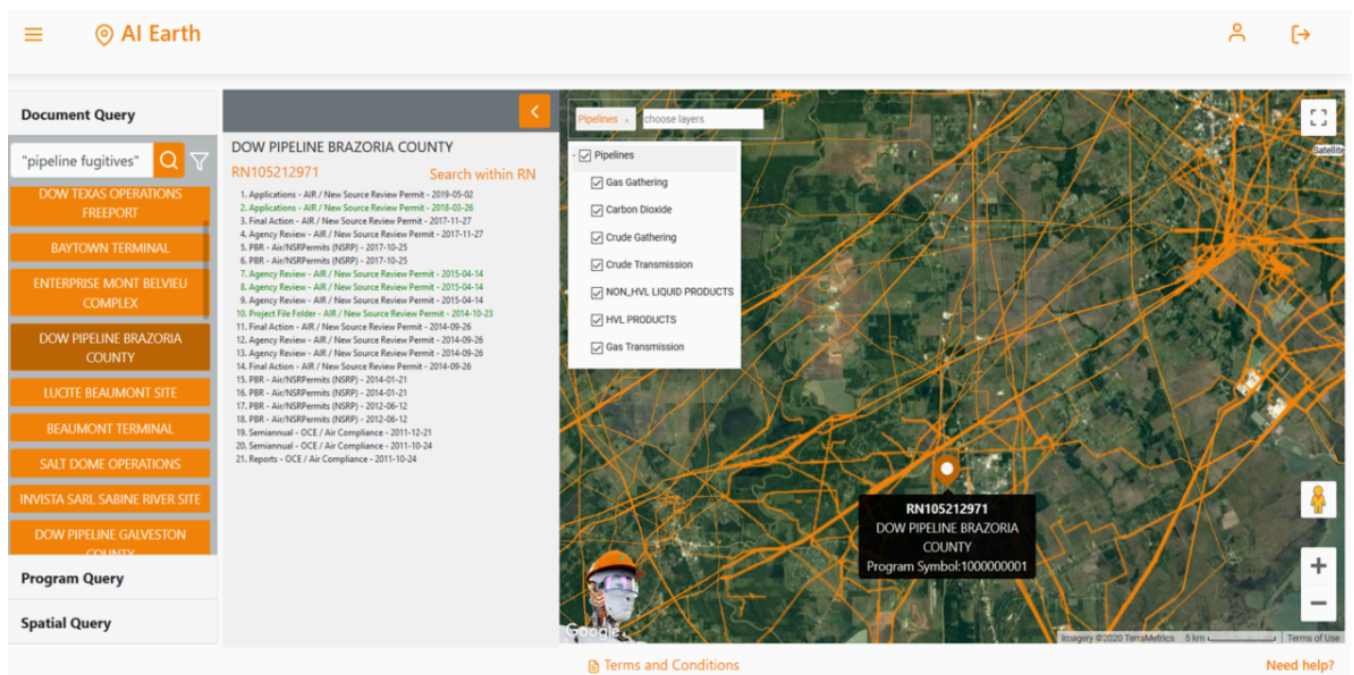 AI Earth
Document Query
"pipeline fugitives"
DOW TEXAS OPERATIONS
FREEPORT
BAYTOWN TERMINAL
ENTERPRISE MONT BELVIEU
COMPLEX
DOW PIPELINE BRAZORIA
COUNTY
LUCITE BEAUMONT SITE
BEAUMONT TERMINAL
SALT DOME OPERATIONS
INVISTA SARL SABINE RIVER SITE
DOW PIPELINE GALVESTON
COUNTY
Program Query
Spatial Query
DOW PIPELINE BRAZORIA COUNTY
RN105212971
Search within RN
1. Applications - AIR / New Source Review Permit - 2019-05-02
2. Applications - AIR / New Source Review Permit - 2018-03-26
3. Final Action - AIR / New Source Review Permit - 2017-11-27
4. Agency Review - AIR / New Source Review Permit - 2017-11-27
5. PBR - Air/NSRPermits (NSRP) - 2017-10-25
6. PBR - Air/NSRPermits (NSRP) - 2017-10-25
7. Agency Review - AIR / New Source Review Permit - 2015-04-14
8. Agency Review - AIR / New Source Review Permit - 2015-04-14
9. Agency Review - AIR / New Source Review Permit - 2015-04-14
10. Project File Folder - AIR / New Source Review Permit - 2014-10-23
11. Final Action - AIR / New Source Review Permit - 2014-09-26
12. Agency Review - AIR / New Source Review Permit - 2014-09-26
13. Agency Review - AIR / New Source Review Permit - 2014-09-26
14. Final Action - AIR / New Source Review Permit - 2014-09-26
15. PBR - Air/NSRPermits (NSRP) - 2014-01-21
16. PBR - Air/NSRPermits (NSRP) - 2014-01-21
17. PBR - Air/NSRPermits (NSRP) - 2012-06-12
18. PBR - Air/NSRPermits (NSRP) - 2012-06-12
19. Semiannual - OCE / Air Compliance - 2011-12-21
20. Semiannual - OCE / Air Compliance - 2011-10-24
21. Reports - OCE / Air Compliance - 2011-10-24
Pipelines
choose layers
Pipelines
Gas Gathering
Carbon Dioxide
Crude Gathering
Crude Transmission
NON_HVL LIQUID PRODUCTS
HVL PRODUCTS
Gas Transmission
Satellite
RN105212971
DOW PIPELINE BRAZORIA
COUNTY
Program Symbol:1000000001
Google
Imagery ©2020 TerraMetrics
5 km
Terms of Use
Terms and Conditions
Need help?